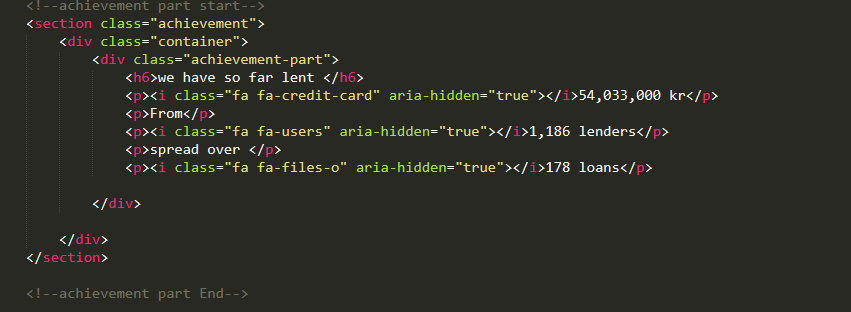 <!--achievement part start-->
<section class="achievement">
    <div class="container">
        <div class="achievement-part">
            <h6>we have so far lent </h6>
            <p><i class="fa fa-credit-card" aria-hidden="true"></i>54,033,000 kr</p>
            <p>From</p>
            <p><i class="fa fa-users" aria-hidden="true"></i>1,186 lenders</p>
            <p>spread over </p>
            <p><i class="fa fa-files-o" aria-hidden="true"></i>178 loans</p>
        </div>
    </div>
</section>
<!--achievement part End-->